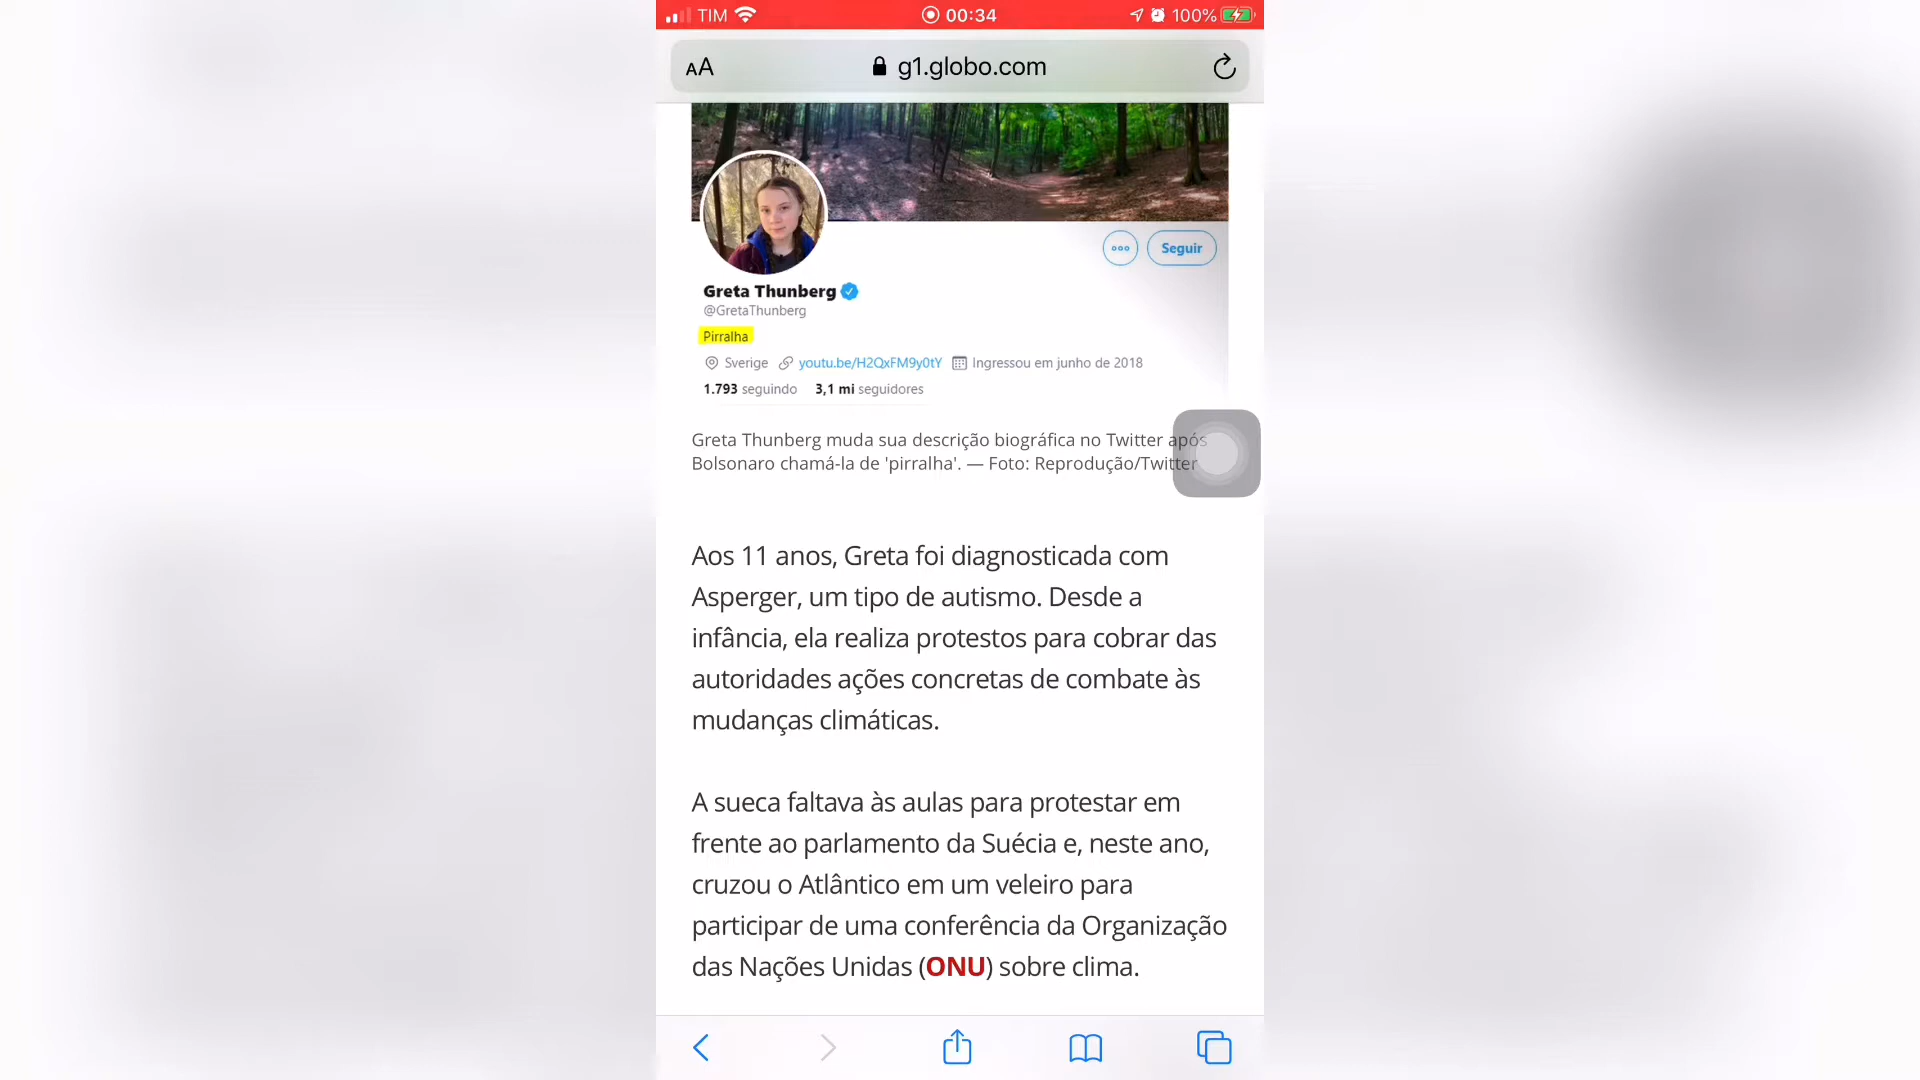 TIM 00:34 100%
AA g1.globo.com
Seguir
Greta Thunberg
@GretaThunberg
Pirralha
Sverige youtu.be/H2QxFM9y0tY Ingressou em junho de 2018
1.793 seguindo 3,1 mi seguidores
Greta Thunberg muda sua descrição biográfica no Twitter após
Bolsonaro chamá-la de 'pirralha'. — Foto: Reprodução/Twitter
Aos 11 anos, Greta foi diagnosticada com
Asperger, um tipo de autismo. Desde a
infância, ela realiza protestos para cobrar das
autoridades ações concretas de combate às
mudanças climáticas.
A sueca faltava às aulas para protestar em
frente ao parlamento da Suécia e, neste ano,
cruzou o Atlântico em um veleiro para
participar de uma conferência da Organização
das Nações Unidas (ONU) sobre clima.